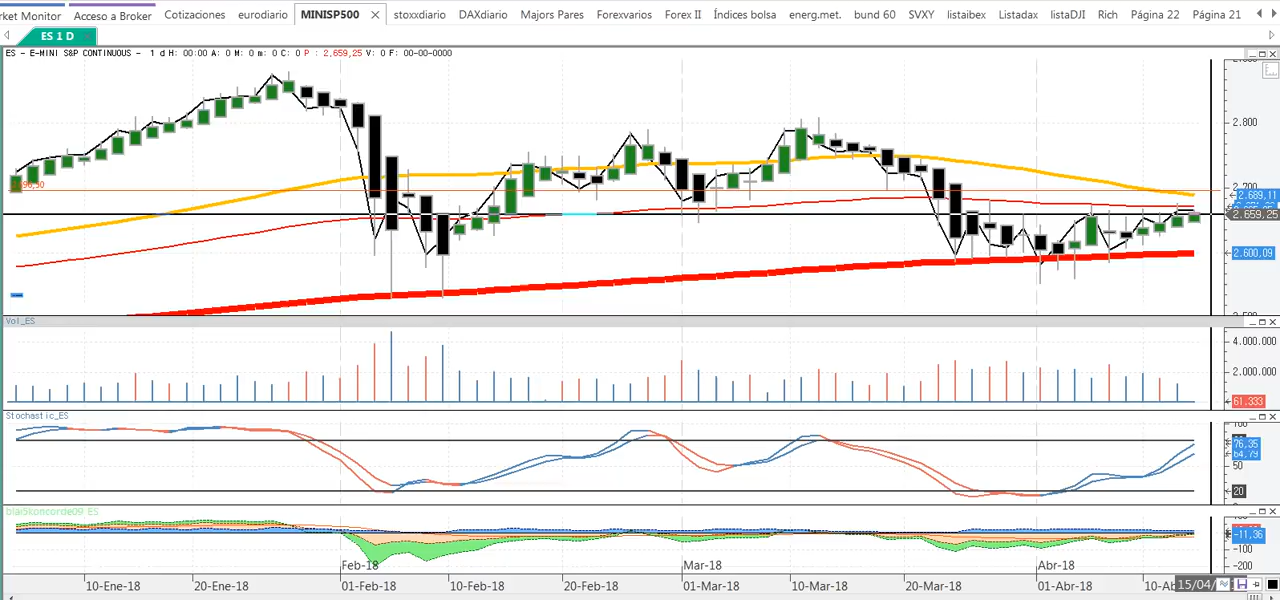 rket Monitor Acceso a Broker Cotizaciones eurodiario MINISP500 stoxxdiario DAXdiario Majors Pares Forexvarios Forex II Índices bolsa energ.met. bund 60 SVXY listaibex Listadax listaDJI Rich Página 22 Página 21
ES 1 D
ES - E-MINI S&P CONTINUOUS - 1 d H: 00:00 A: 0 M: 0 m: 0 C: 0 P : 2,659,25 V: 0 F: 00-00-0000
2.800
2.700
2.689,11
2.659,25
2.600,09
Vol_ES
4.000.000
2.000.000
61.333
Stochastic_ES
100
76,35
64,79
50
20
blai5koncorde09 ES
-11,36
-100
-200
Feb-18 Mar-18 Abr-18
10-Ene-18 20-Ene-18 01-Feb-18 10-Feb-18 20-Feb-18 01-Mar-18 10-Mar-18 20-Mar-18 01-Abr-18 10-Ab 15/04/